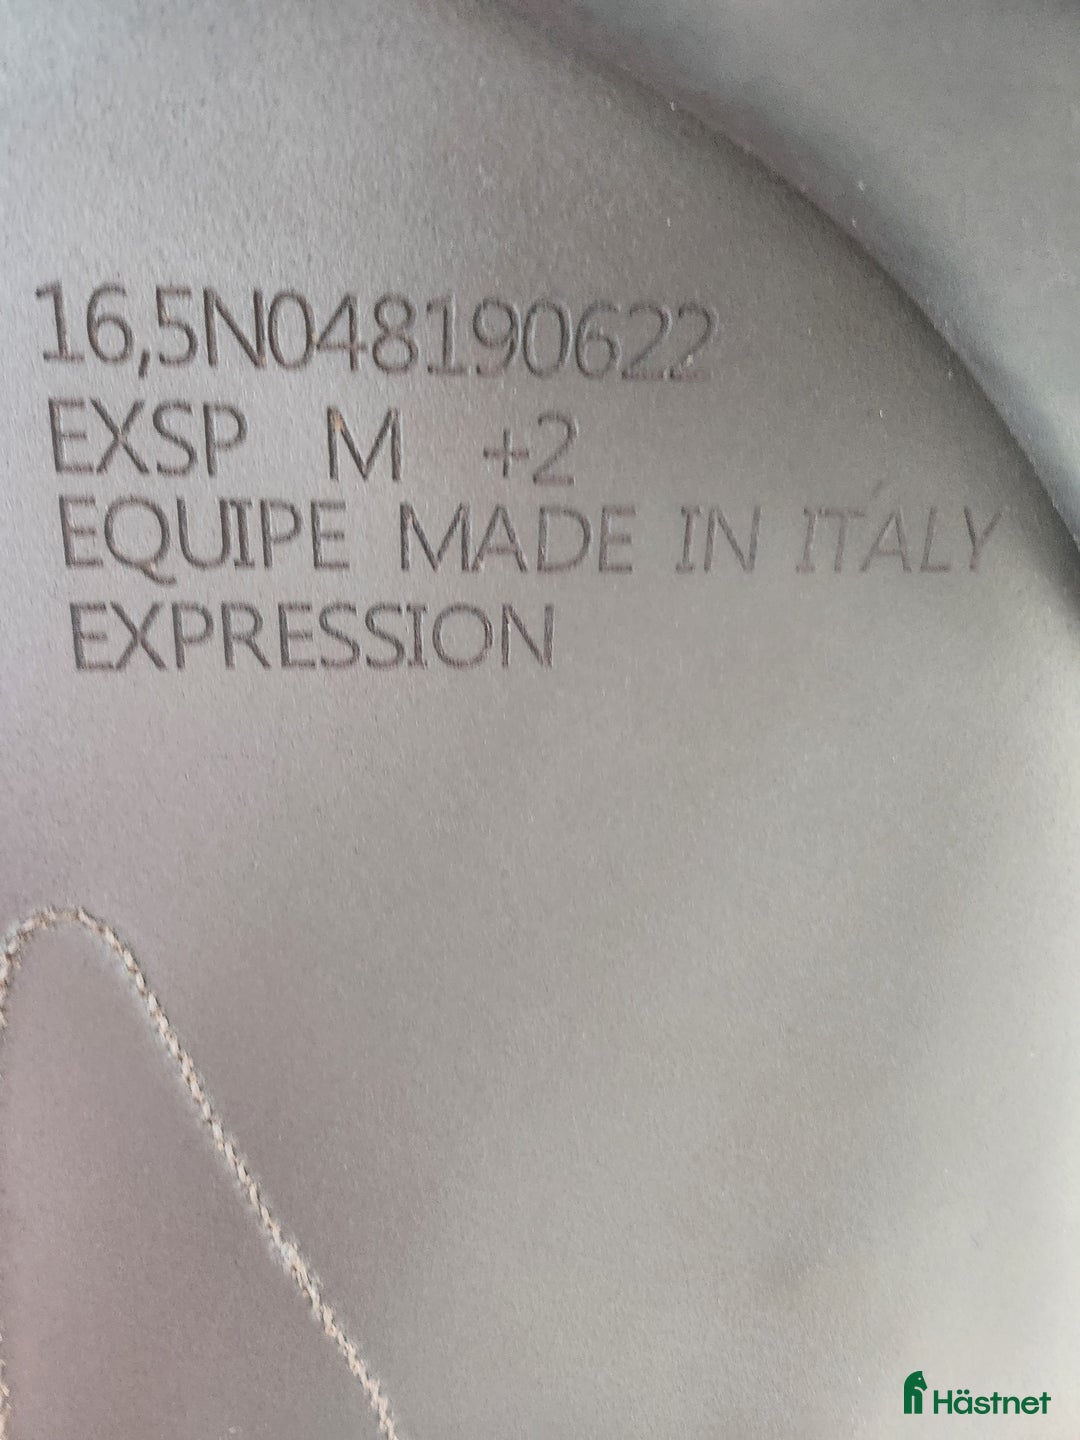 16,5N048190622
EXSP M +2
EQUIPE MADE IN ITALY
EXPRESSION
Hästnet